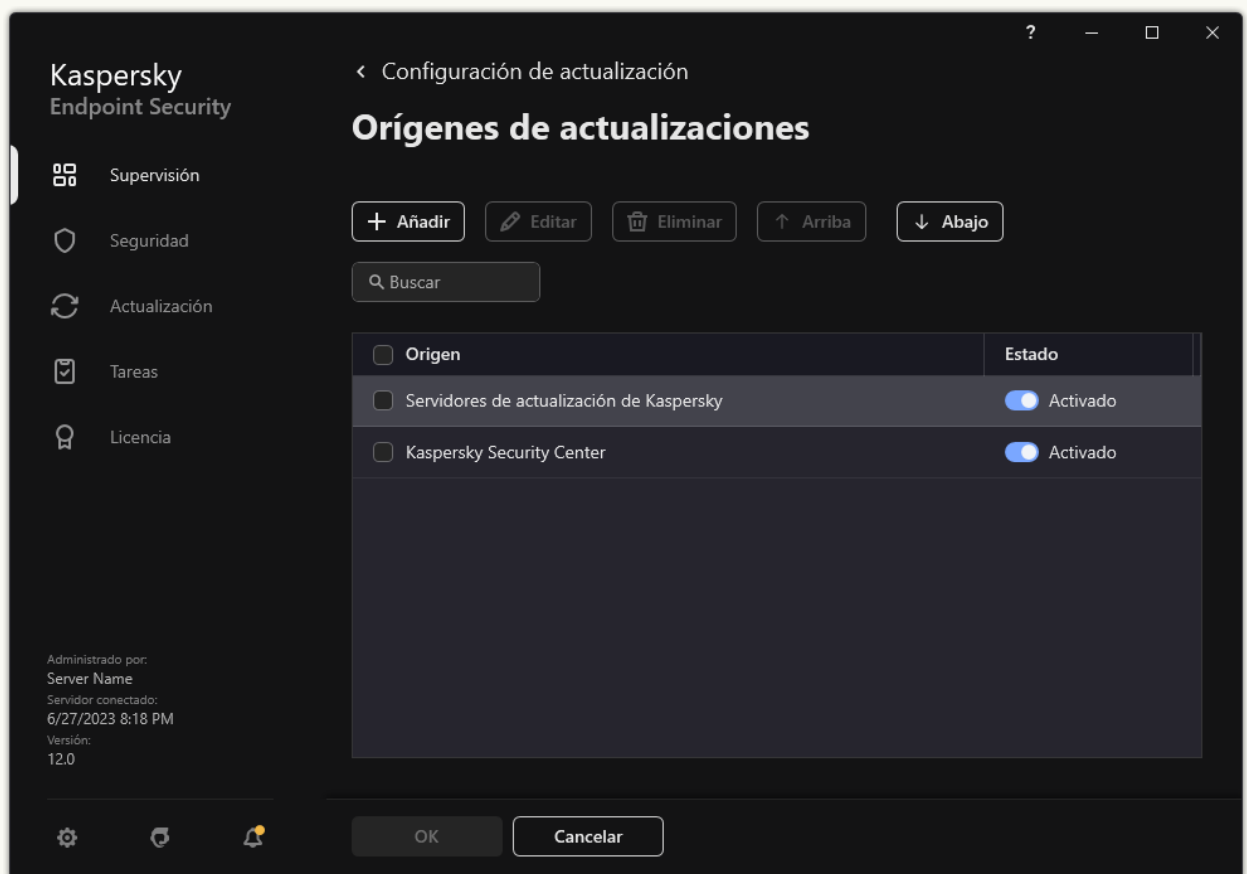 ?
Kaspersky
Endpoint Security
Supervisión
Seguridad
Actualización
Tareas
Licencia
Administrado por:
Server Name
Servidor conectado:
6/27/2023 8:18 PM
Versión:
12.0
Configuración de actualización
Orígenes de actualizaciones
Añadir Editar Eliminar Arriba Abajo
Buscar
Origen Estado
Servidores de actualización de Kaspersky Activado
Kaspersky Security Center Activado
OK Cancelar